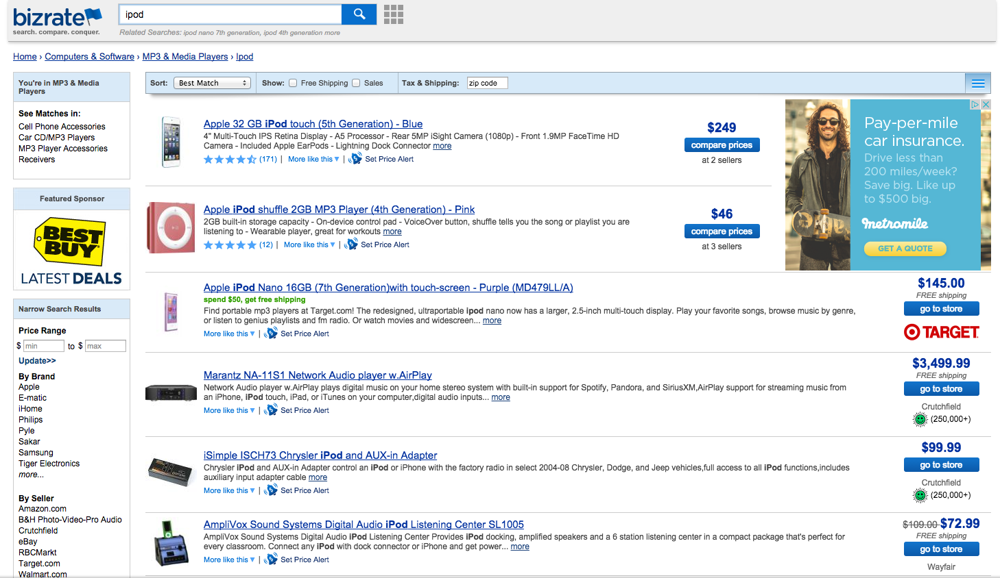 bizrate
search. compare. conquer.
ipod
Related Searches: ipod nano 7th generation, ipod 4th generation more
Home › Computers & Software › MP3 & Media Players › Ipod
You're in MP3 & Media
Players
See Matches in:
Cell Phone Accessories
Car CD/MP3 Players
MP3 Player Accessories
Receivers
Featured Sponsor
BEST
BUY
LATEST DEALS
Narrow Search Results
Price Range
$ min to $ max
Update>>
By Brand
Apple
E-matic
iHome
Philips
Pyle
Sakar
Samsung
Tiger Electronics
more...
By Seller
Amazon.com
B&H Photo-Video-Pro Audio
Crutchfield
eBay
RBCMarkt
Target.com
Walmart.com
Sort: Best Match Show: Free Shipping Sales Tax & Shipping: zip code
Apple 32 GB iPod touch (5th Generation) - Blue
4" Multi-Touch IPS Retina Display - A5 Processor - Rear 5MP iSight Camera (1080p) - Front 1.9MP FaceTime HD
Camera - Included Apple EarPods - Lightning Dock Connector more
(171) | More like this | Set Price Alert
$249
compare prices
at 2 sellers
Apple iPod shuffle 2GB MP3 Player (4th Generation) - Pink
2GB built-in storage capacity - On-device control pad - VoiceOver button, shuffle tells you the song or playlist you are
listening to - Wearable player, great for workouts more
(12) | More like this | Set Price Alert
$46
compare prices
at 3 sellers
Pay-per-mile
car insurance.
Drive less than
200 miles/week?
Save big. Like up
to $500 big.
metromile
GET A QUOTE
Apple iPod Nano 16GB (7th Generation)with touch-screen - Purple (MD479LL/A)
spend $50, get free shipping
Find portable mp3 players at Target.com! The redesigned, ultraportable ipod nano now has a larger, 2.5-inch multi-touch display. Play your favorite songs, browse music by genre,
or listen to genius playlists and fm radio. Or watch movies and widescreen... more
More like this | Set Price Alert
$145.00
FREE shipping
go to store
TARGET
Marantz NA-11S1 Network Audio player w.AirPlay
Network Audio player w.AirPlay plays digital music on your home stereo system with built-in support for Spotify, Pandora, and SiriusXM,AirPlay support for streaming music from
an iPhone, iPod touch, iPad, or iTunes on your computer,digital audio inputs... more
More like this | Set Price Alert
$3,499.99
FREE shipping
go to store
Crutchfield
(250,000+)
iSimple ISCH73 Chrysler iPod and AUX-in Adapter
Chrysler iPod and AUX-in Adapter control an iPod or iPhone with the factory radio in select 2004-08 Chrysler, Dodge, and Jeep vehicles,full access to all iPod functions,includes
auxiliary input adapter cable more
More like this | Set Price Alert
$99.99
go to store
Crutchfield
(250,000+)
AmpliVox Sound Systems Digital Audio iPod Listening Center SL1005
AmpliVox Sound Systems Digital Audio iPod Listening Center Provides iPod docking, amplified speakers and a 6 station listening center in a compact package that's perfect for
every classroom. Connect any iPod with dock connector or iPhone and get power... more
More like this | Set Price Alert
$109.00 $72.99
FREE shipping
go to store
Wayfair